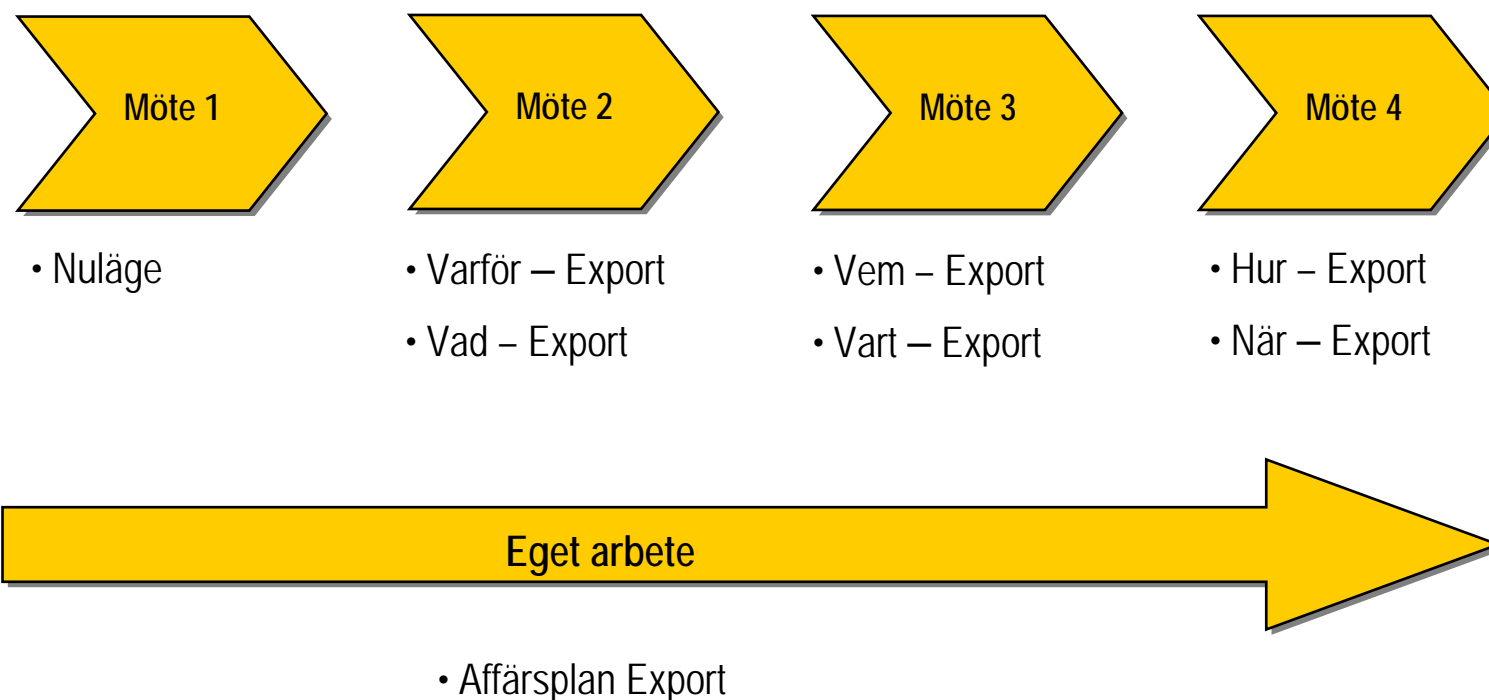 Möte 1
Möte 2
Möte 3
Möte 4
• Nuläge
• Varför – Export
• Vad – Export
• Vem – Export
• Vart – Export
• Hur – Export
• När – Export
Eget arbete
• Affärsplan Export